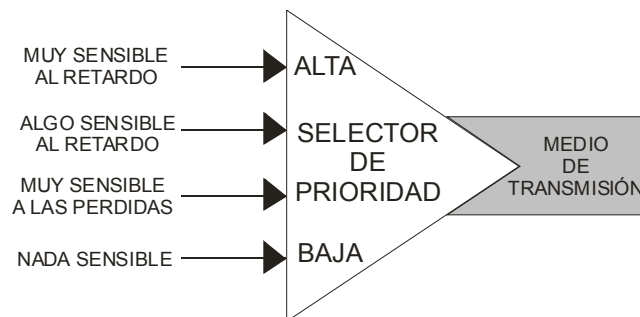 MUY SENSIBLE
AL RETARDO
ALTA
ALGO SENSIBLE
AL RETARDO
SELECTOR
DE
PRIORIDAD
MEDIO
DE
TRANSMISIÓN
MUY SENSIBLE
A LAS PERDIDAS
NADA SENSIBLE
BAJA